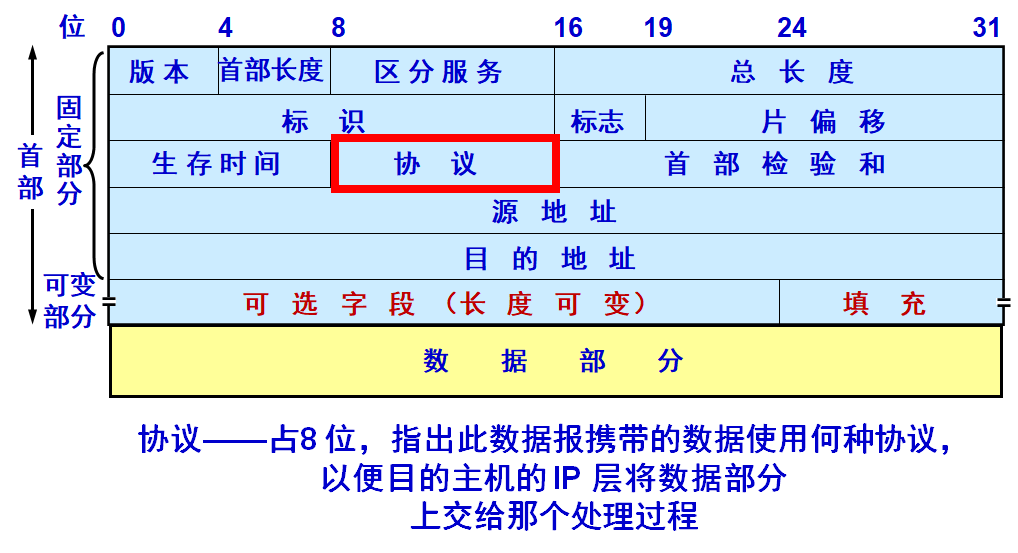 位 0 4 8 16 19 24 31
版本 首部长度 区分服务 总长度
标识 标志 片偏移
生存时间 协议 首部检验和
源地址
目的地址
可选字段（长度可变） 填充
数据部分
首部
固定部分
可变部分
协议——占8 位，指出此数据报携带的数据使用何种协议，
以便目的主机的 IP 层将数据部分
上交给那个处理过程